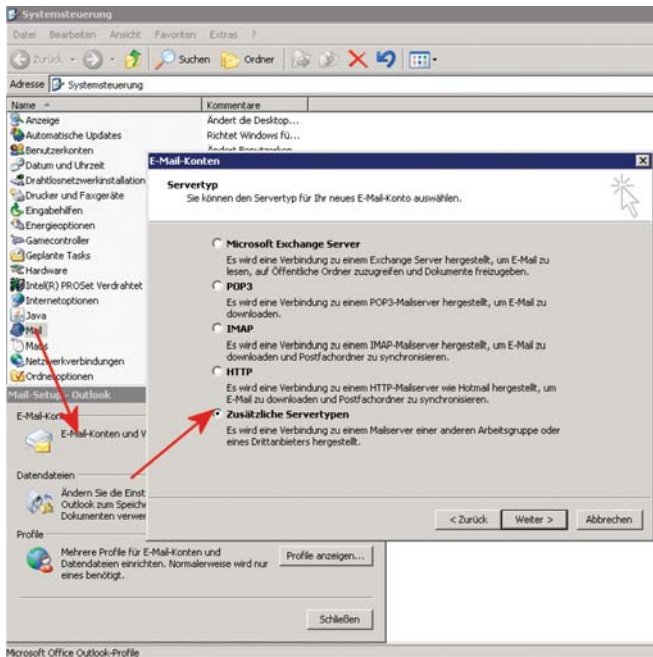 Systemsteuerung
Datei Bearbeiten Ansicht Favoriten Extras ?
Zurück Suchen Ordner
Adresse Systemsteuerung
Name Kommentare
Anzeige Ändert die Desktop...
Automatische Updates Richtet Windows fü...
Benutzerkonten Ändert Benutzerkon...
Datum und Uhrzeit
Drahtlosnetzwerkinstallation
Drucker und Faxgeräte
Eingabehilfen
Energieoptionen
Gamecontroller
Geplante Tasks
Hardware
Intel(R) PROSet Verdrahtet
Internetoptionen
Java
Mail
Maus
Netzwerkverbindungen
Ordneroptionen
E-Mail-Konten
Servertyp
Sie können den Servertyp für Ihr neues E-Mail-Konto auswählen.
Microsoft Exchange Server
Es wird eine Verbindung zu einem Exchange Server hergestellt, um E-Mail zu
lesen, auf Öffentliche Ordner zuzugreifen und Dokumente freizugeben.
POP3
Es wird eine Verbindung zu einem POP3-Mailserver hergestellt, um E-Mail zu
downloaden.
IMAP
Es wird eine Verbindung zu einem IMAP-Mailserver hergestellt, um E-Mail zu
downloaden und Postfachordner zu synchronisieren.
HTTP
Es wird eine Verbindung zu einem HTTP-Mailserver wie Hotmail hergestellt, um
E-Mail zu downloaden und Postfachordner zu synchronisieren.
Zusätzliche Servertypen
Es wird eine Verbindung zu einem Mailserver einer anderen Arbeitsgruppe oder
eines Drittanbieters hergestellt.
< Zurück Weiter > Abbrechen
Mail-Setup - Outlook
E-Mail-Konten
E-Mail-Konten und V
Datendateien
Ändern Sie die Einst
Outlook zum Speich
Dokumenten verwe
Profile
Mehrere Profile für E-Mail-Konten und
Datendateien einrichten. Normalerweise wird nur
eines benötigt.
Profile anzeigen...
Schließen
Microsoft Office Outlook-Profile